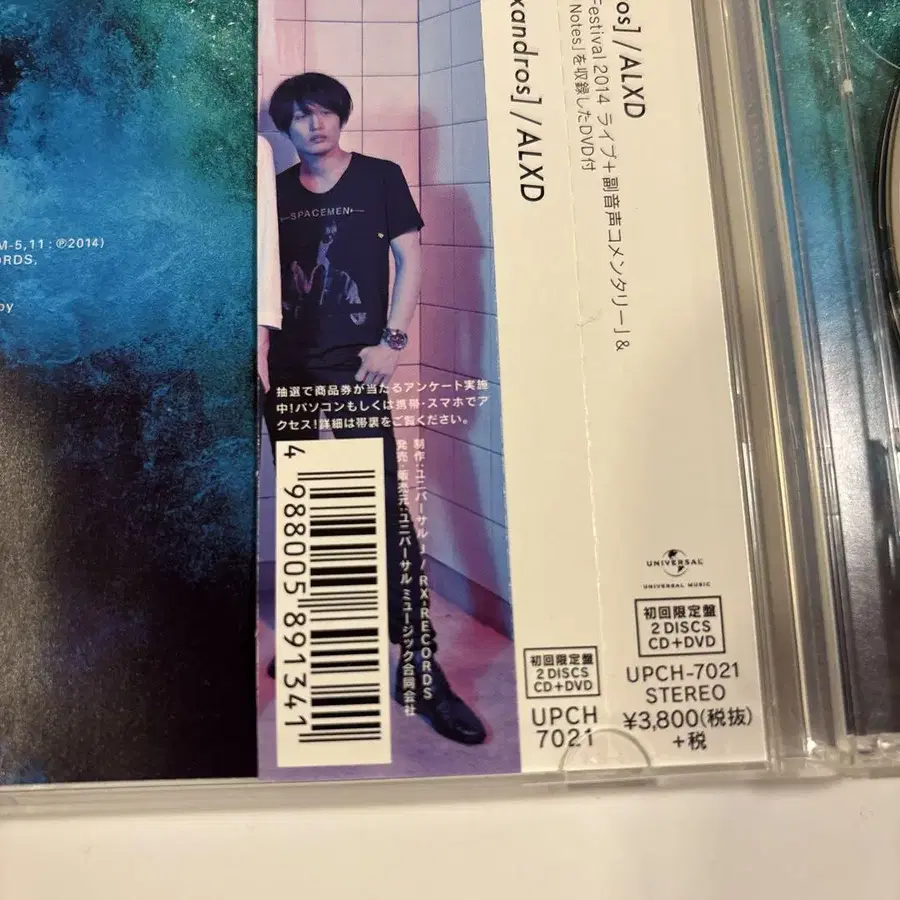 M-5,11 : ℗2014)
ORDS,
by
SPACEMEN
抽選で商品券が当たるアンケート実施
中!パソコンもしくは携帯・スマホでア
クセス!詳細は帯裏をご覧ください。
制作:ユニバーサル J / RX-RECORDS
発売・販売元:ユニバーサル ミュージック合同会社
4 988005 891341
xandros] / ALXD
初回限定盤
2 DISCS
CD+DVD
UPCH
7021
os] / ALXD
Festival 2014 ライブ+副音声コメンタリー」&
Notes」を収録したDVD付
UNIVERSAL
UNIVERSAL MUSIC
初回限定盤
2 DISCS
CD+DVD
UPCH-7021
STEREO
¥3,800(税抜)
+税